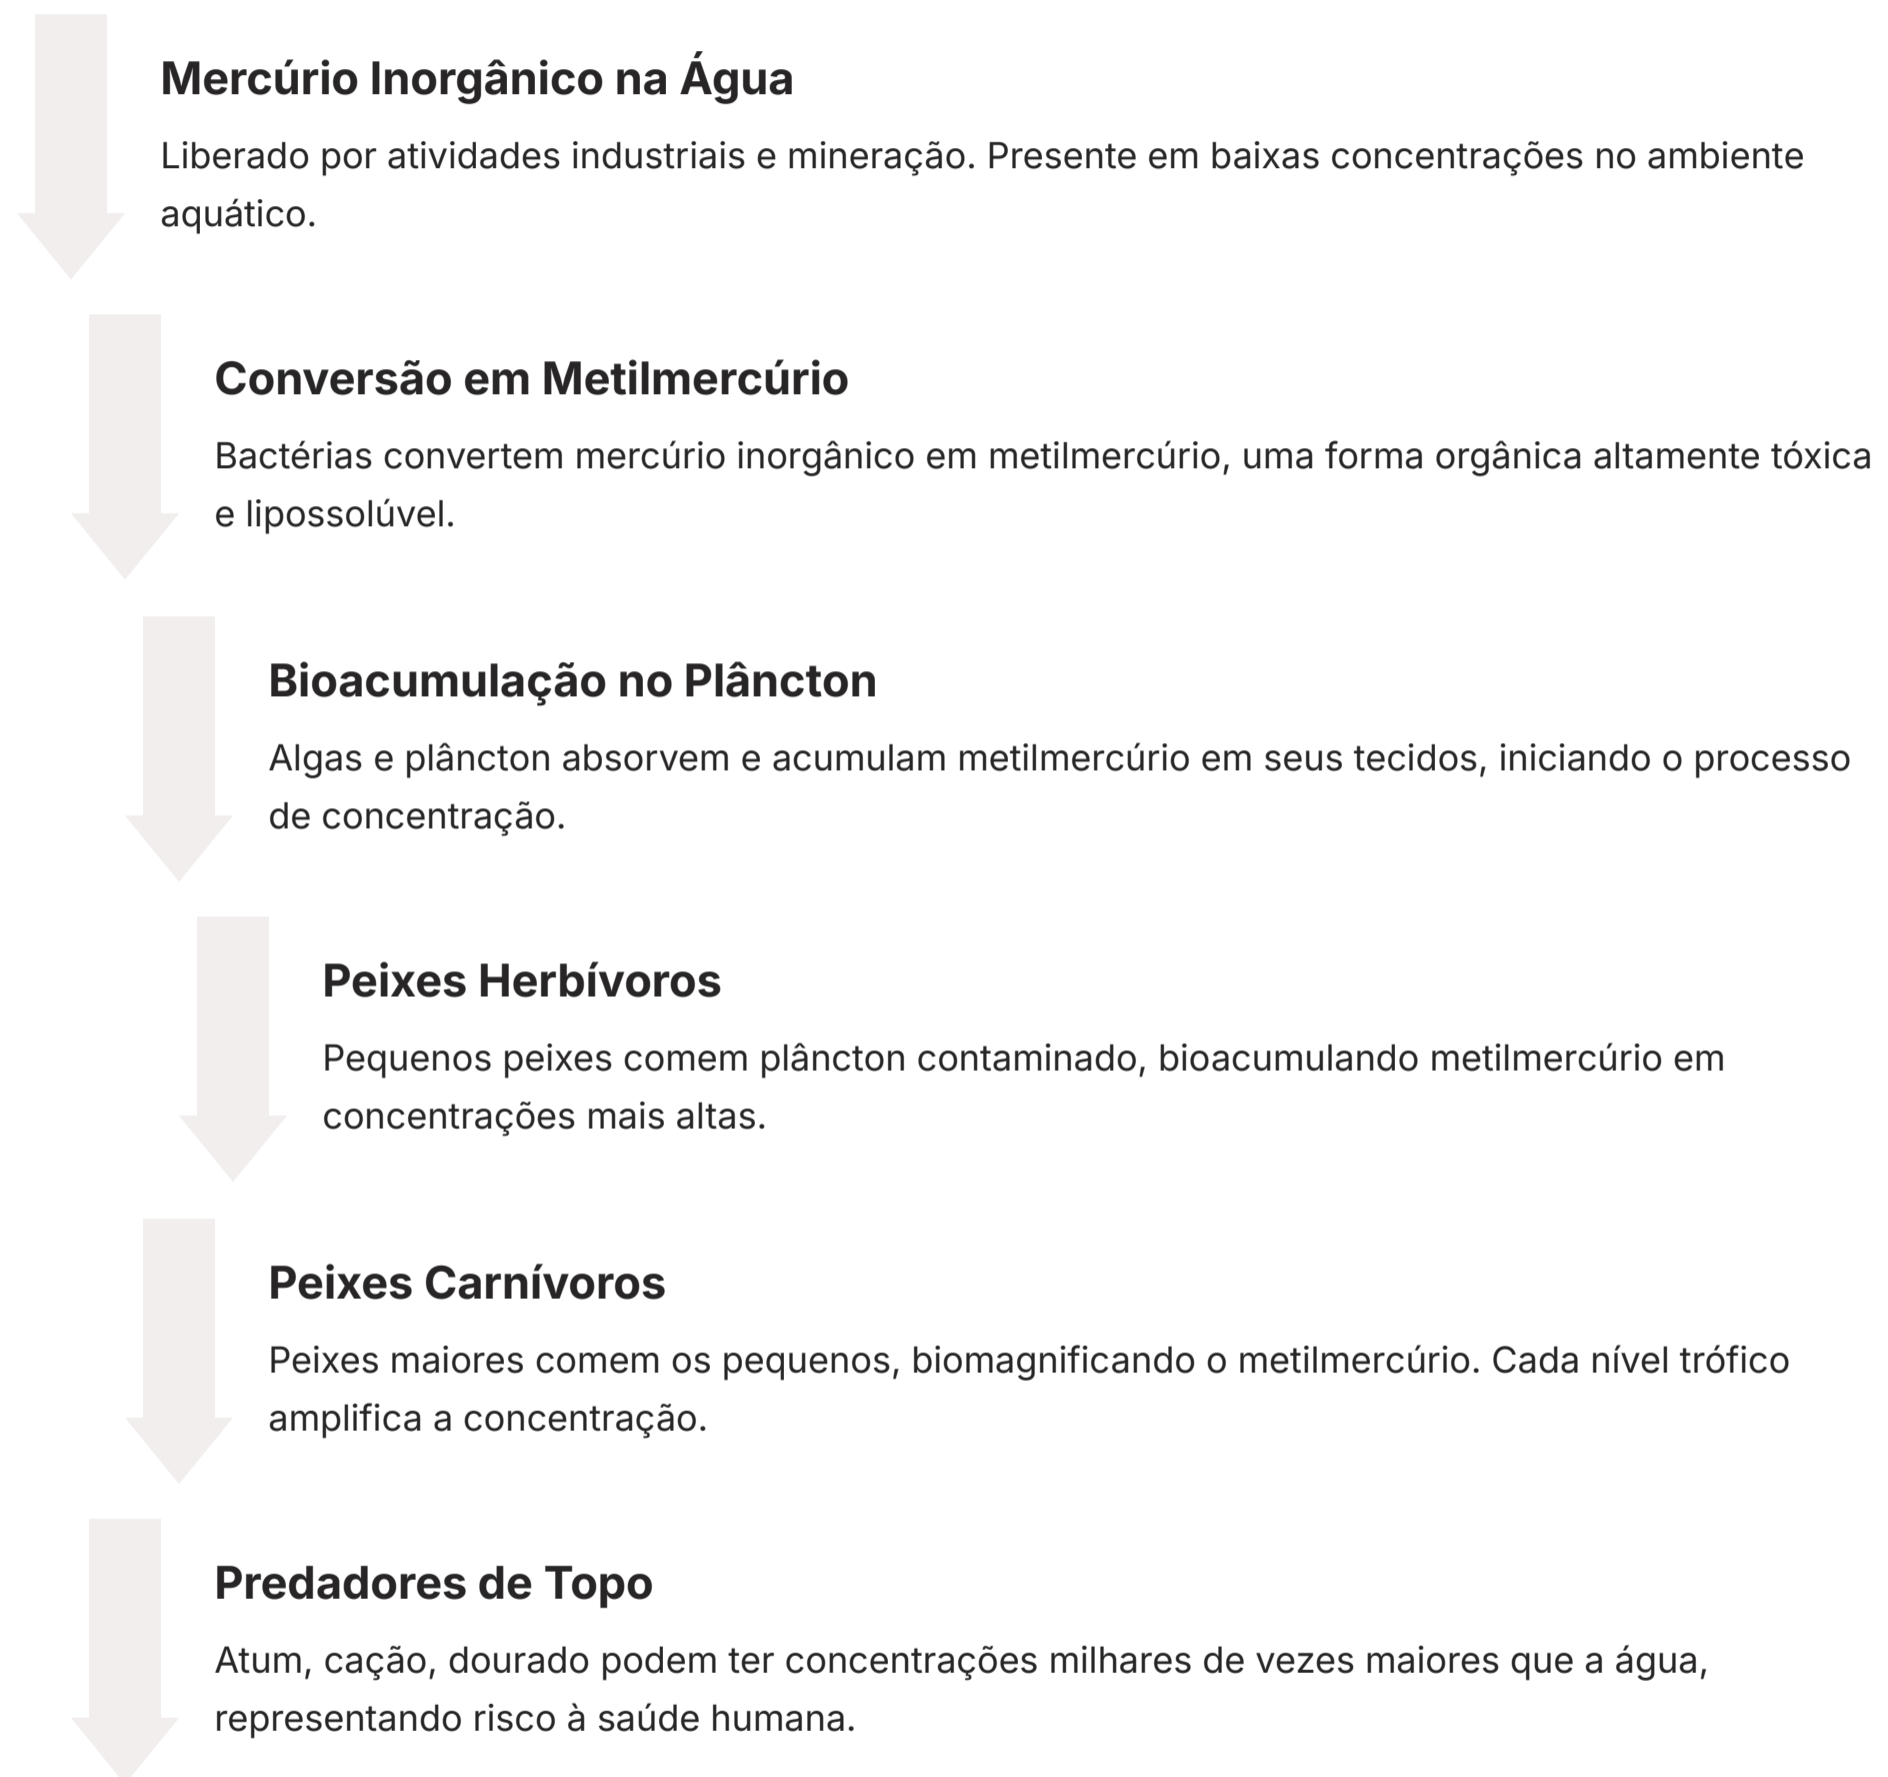 Mercúrio Inorgânico na Água
Liberado por atividades industriais e mineração. Presente em baixas concentrações no ambiente
aquático.
Conversão em Metilmercúrio
Bactérias convertem mercúrio inorgânico em metilmercúrio, uma forma orgânica altamente tóxica
e lipossolúvel.
Bioacumulação no Plâncton
Algas e plâncton absorvem e acumulam metilmercúrio em seus tecidos, iniciando o processo
de concentração.
Peixes Herbívoros
Pequenos peixes comem plâncton contaminado, bioacumulando metilmercúrio em
concentrações mais altas.
Peixes Carnívoros
Peixes maiores comem os pequenos, biomagnificando o metilmercúrio. Cada nível trófico
amplifica a concentração.
Predadores de Topo
Atum, cação, dourado podem ter concentrações milhares de vezes maiores que a água,
representando risco à saúde humana.